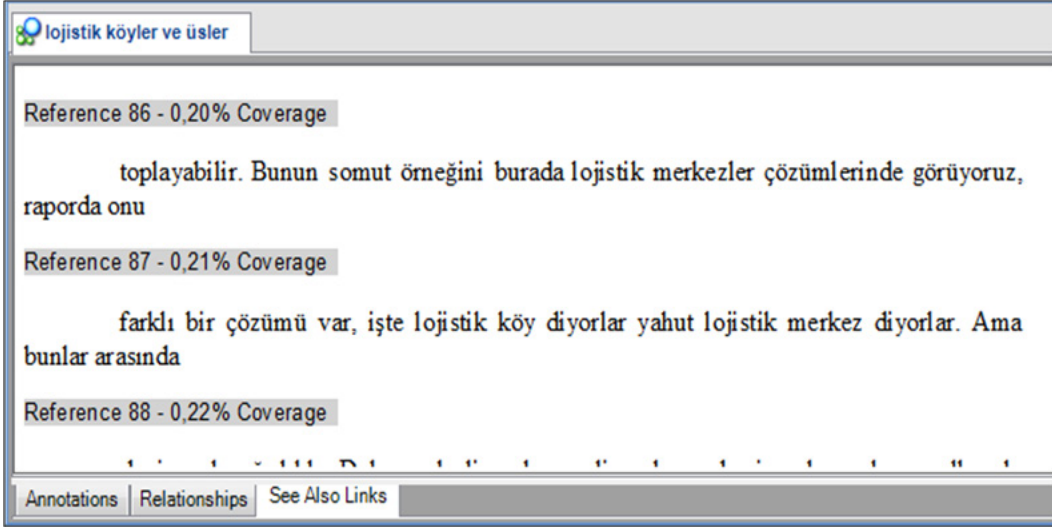 lojistik köyler ve üsler
Reference 86 - 0,20% Coverage
toplayabilir. Bunun somut örneğini burada lojistik merkezler çözümlerinde görüyoruz,
raporda onu
Reference 87 - 0,21% Coverage
farklı bir çözümü var, işte lojistik köy diyorlar yahut lojistik merkez diyorlar. Ama
bunlar arasında
Reference 88 - 0,22% Coverage
Annotations Relationships See Also Links